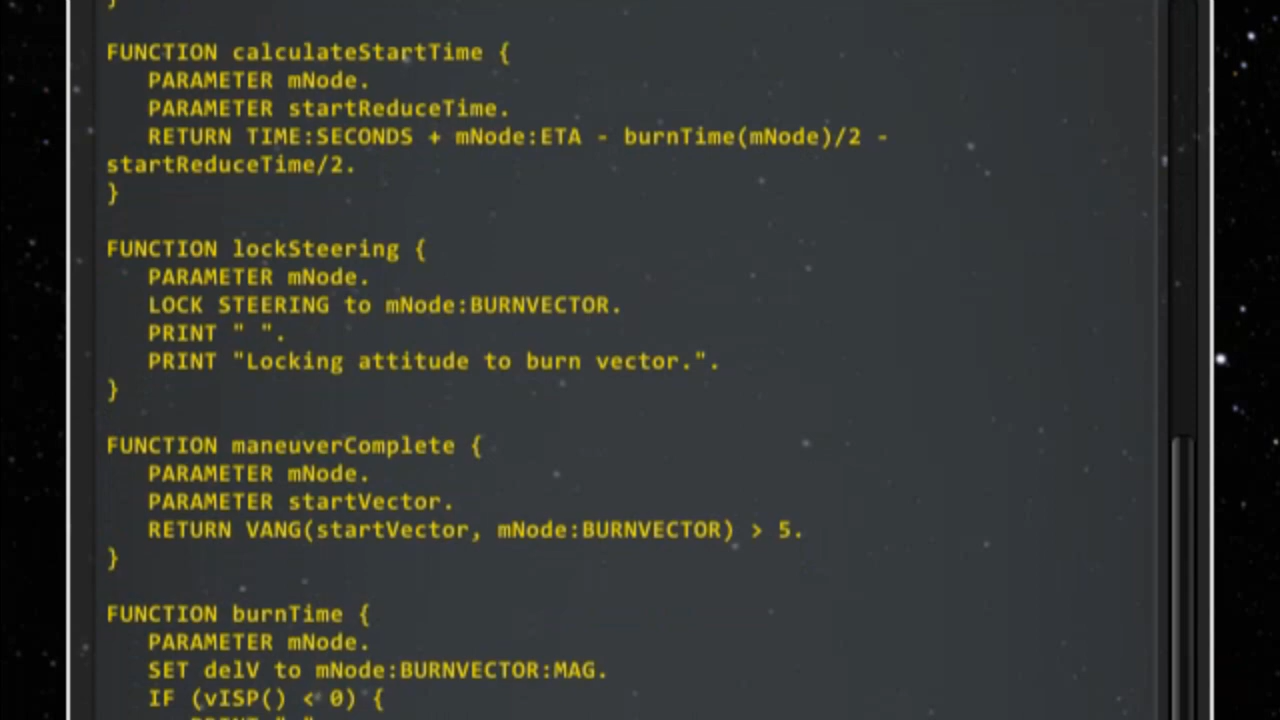 }
FUNCTION calculateStartTime {
PARAMETER mNode.
PARAMETER startReduceTime.
RETURN TIME:SECONDS + mNode:ETA - burnTime(mNode)/2 -
startReduceTime/2.
}
FUNCTION lockSteering {
PARAMETER mNode.
LOCK STEERING to mNode:BURNVECTOR.
PRINT " ".
PRINT "Locking attitude to burn vector.".
}
FUNCTION maneuverComplete {
PARAMETER mNode.
PARAMETER startVector.
RETURN VANG(startVector, mNode:BURNVECTOR) > 5.
}
FUNCTION burnTime {
PARAMETER mNode.
SET delV to mNode:BURNVECTOR:MAG.
IF (vISP() < 0) {